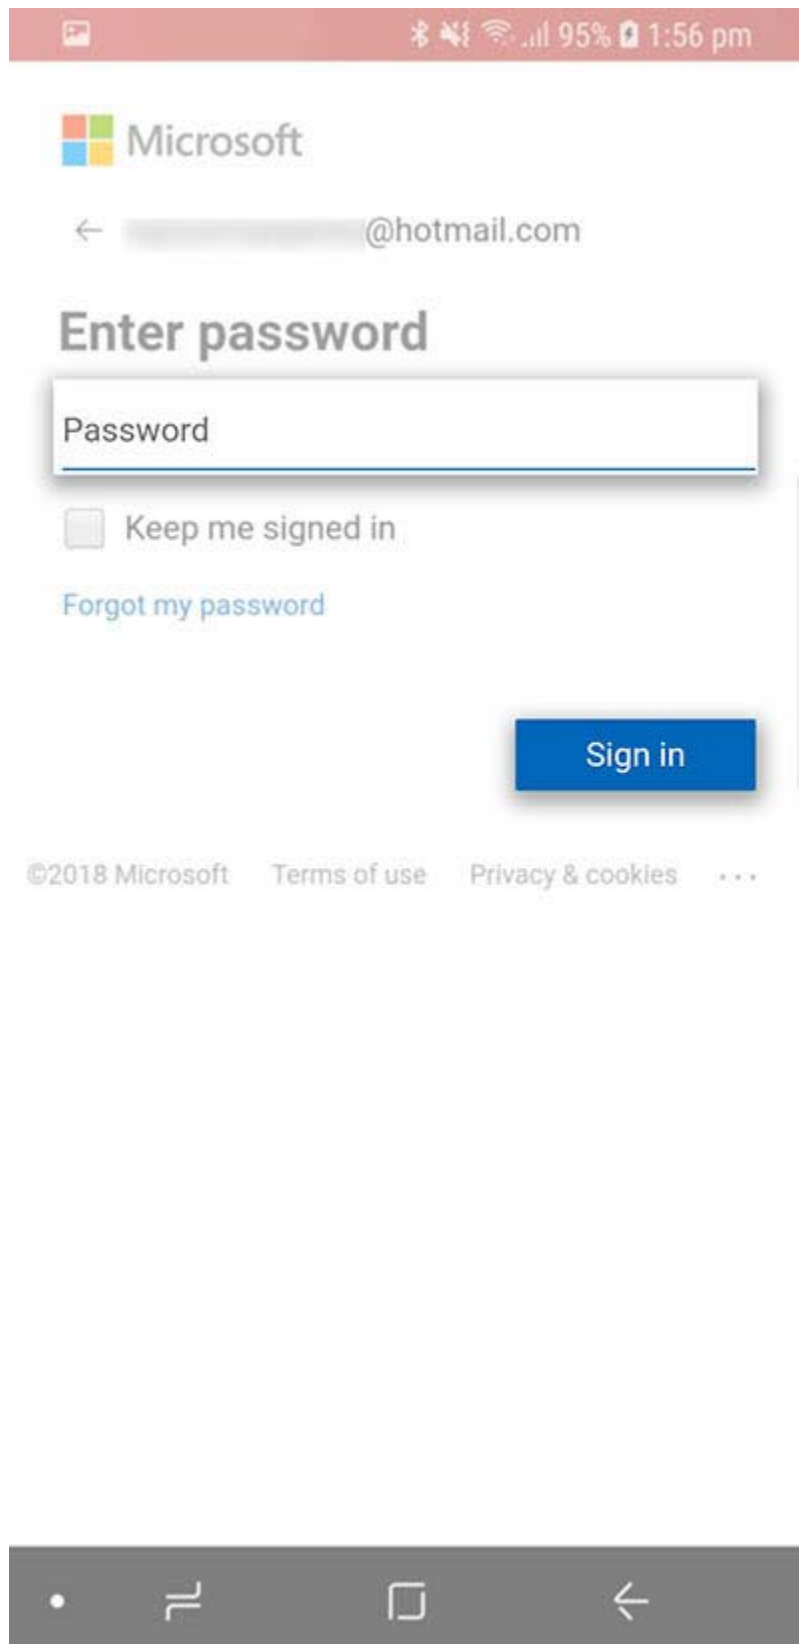 95% 1:56 pm
Microsoft
@hotmail.com
Enter password
Password
Keep me signed in
Forgot my password
Sign in
©2018 Microsoft Terms of use Privacy & cookies ...